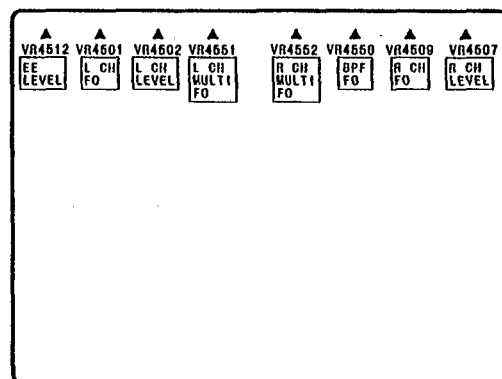 VR4512 VR4501 VR4502 VR4551 VR4552 VR4550 VR4509 VR4507
EE LEVEL
L CH FO
L CH LEVEL
L CH MULTI FO
R CH MULTI FO
BPF FO
R CH FO
R CH LEVEL